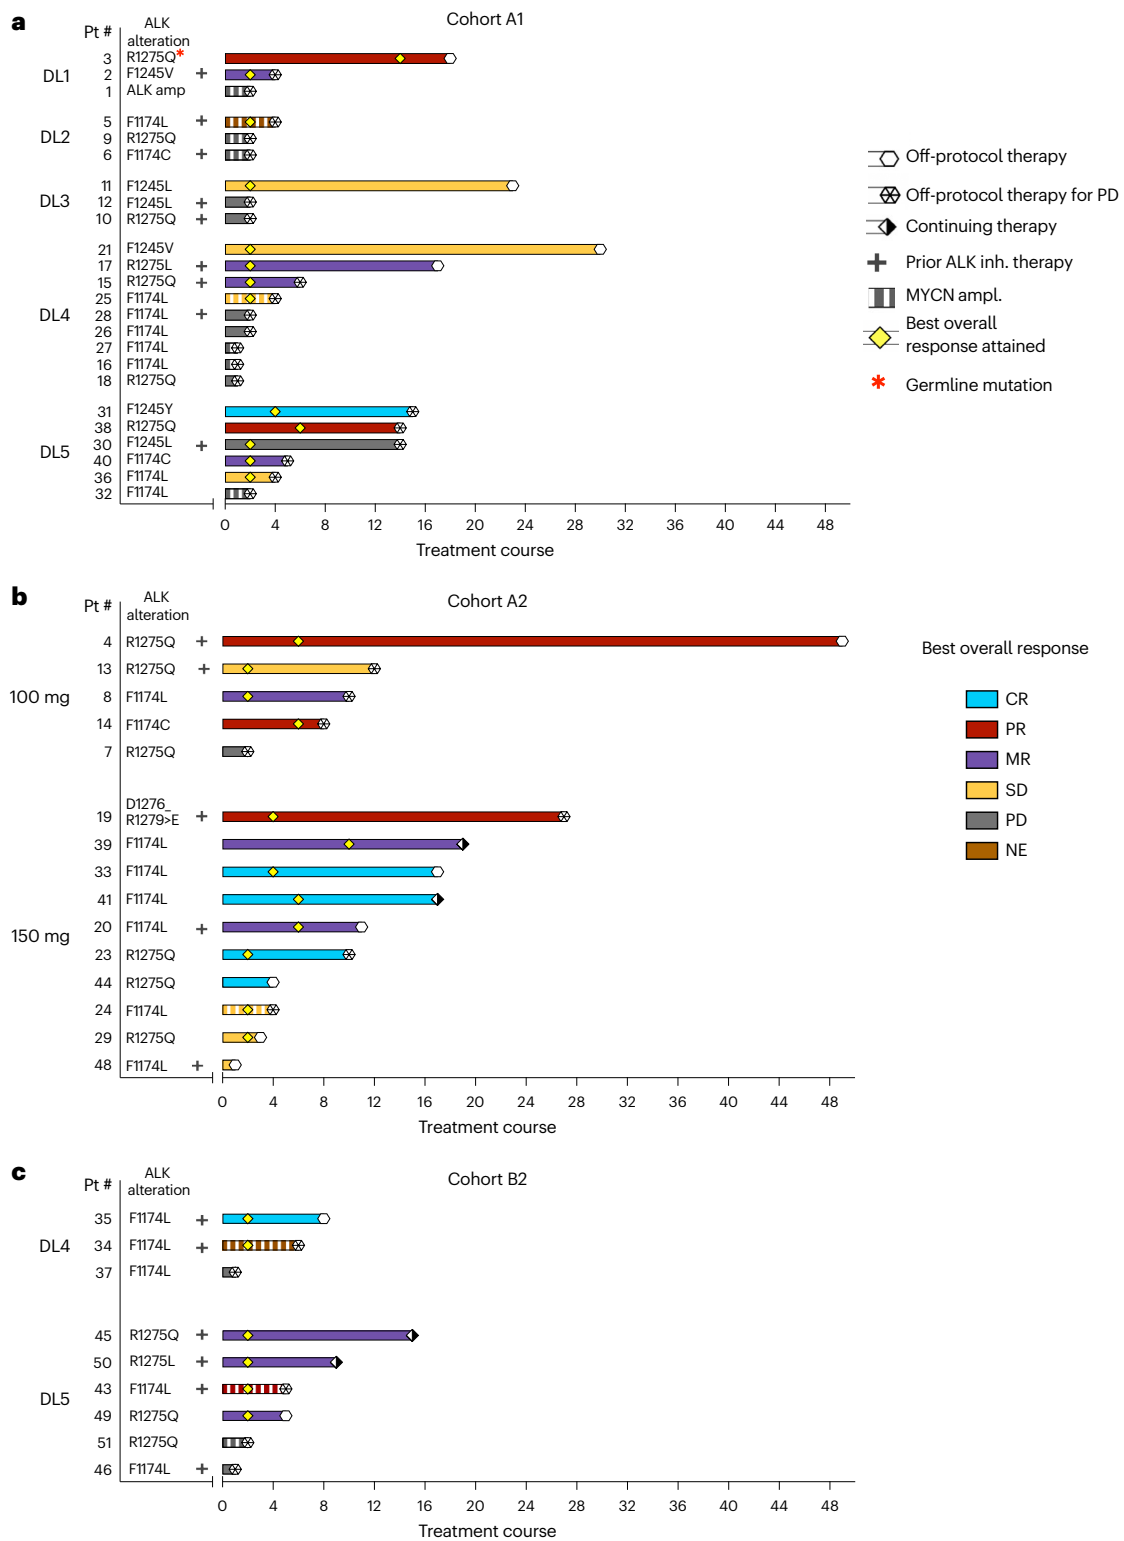 a
Cohort A1
Pt #
ALK
alteration
DL1
3 R1275Q*
2 F1245V +
1 ALK amp
DL2
5 F1174L +
9 R1275Q
6 F1174C +
DL3
11 F1245L
12 F1245L +
10 R1275Q +
DL4
21 F1245V
17 R1275L +
15 R1275Q +
25 F1174L
28 F1174L +
26 F1174L
27 F1174L
16 F1174L
18 R1275Q
DL5
31 F1245Y
38 R1275Q
30 F1245L +
40 F1174C
36 F1174L
32 F1174L
0 4 8 12 16 20 24 28 32 36 40 44 48
Treatment course
Off-protocol therapy
Off-protocol therapy for PD
Continuing therapy
+ Prior ALK inh. therapy
MYCN ampl.
Best overall
response attained
* Germline mutation
b
Cohort A2
Pt #
ALK
alteration
100 mg
4 R1275Q +
13 R1275Q +
8 F1174L
14 F1174C
7 R1275Q
150 mg
19 D1276_
R1279>E +
39 F1174L
33 F1174L
41 F1174L
20 F1174L +
23 R1275Q
44 R1275Q
24 F1174L
29 R1275Q
48 F1174L +
0 4 8 12 16 20 24 28 32 36 40 44 48
Treatment course
Best overall response
CR
PR
MR
SD
PD
NE
c
Cohort B2
Pt #
ALK
alteration
DL4
35 F1174L +
34 F1174L +
37 F1174L
DL5
45 R1275Q +
50 R1275L +
43 F1174L +
49 R1275Q
51 R1275Q
46 F1174L +
0 4 8 12 16 20 24 28 32 36 40 44 48
Treatment course